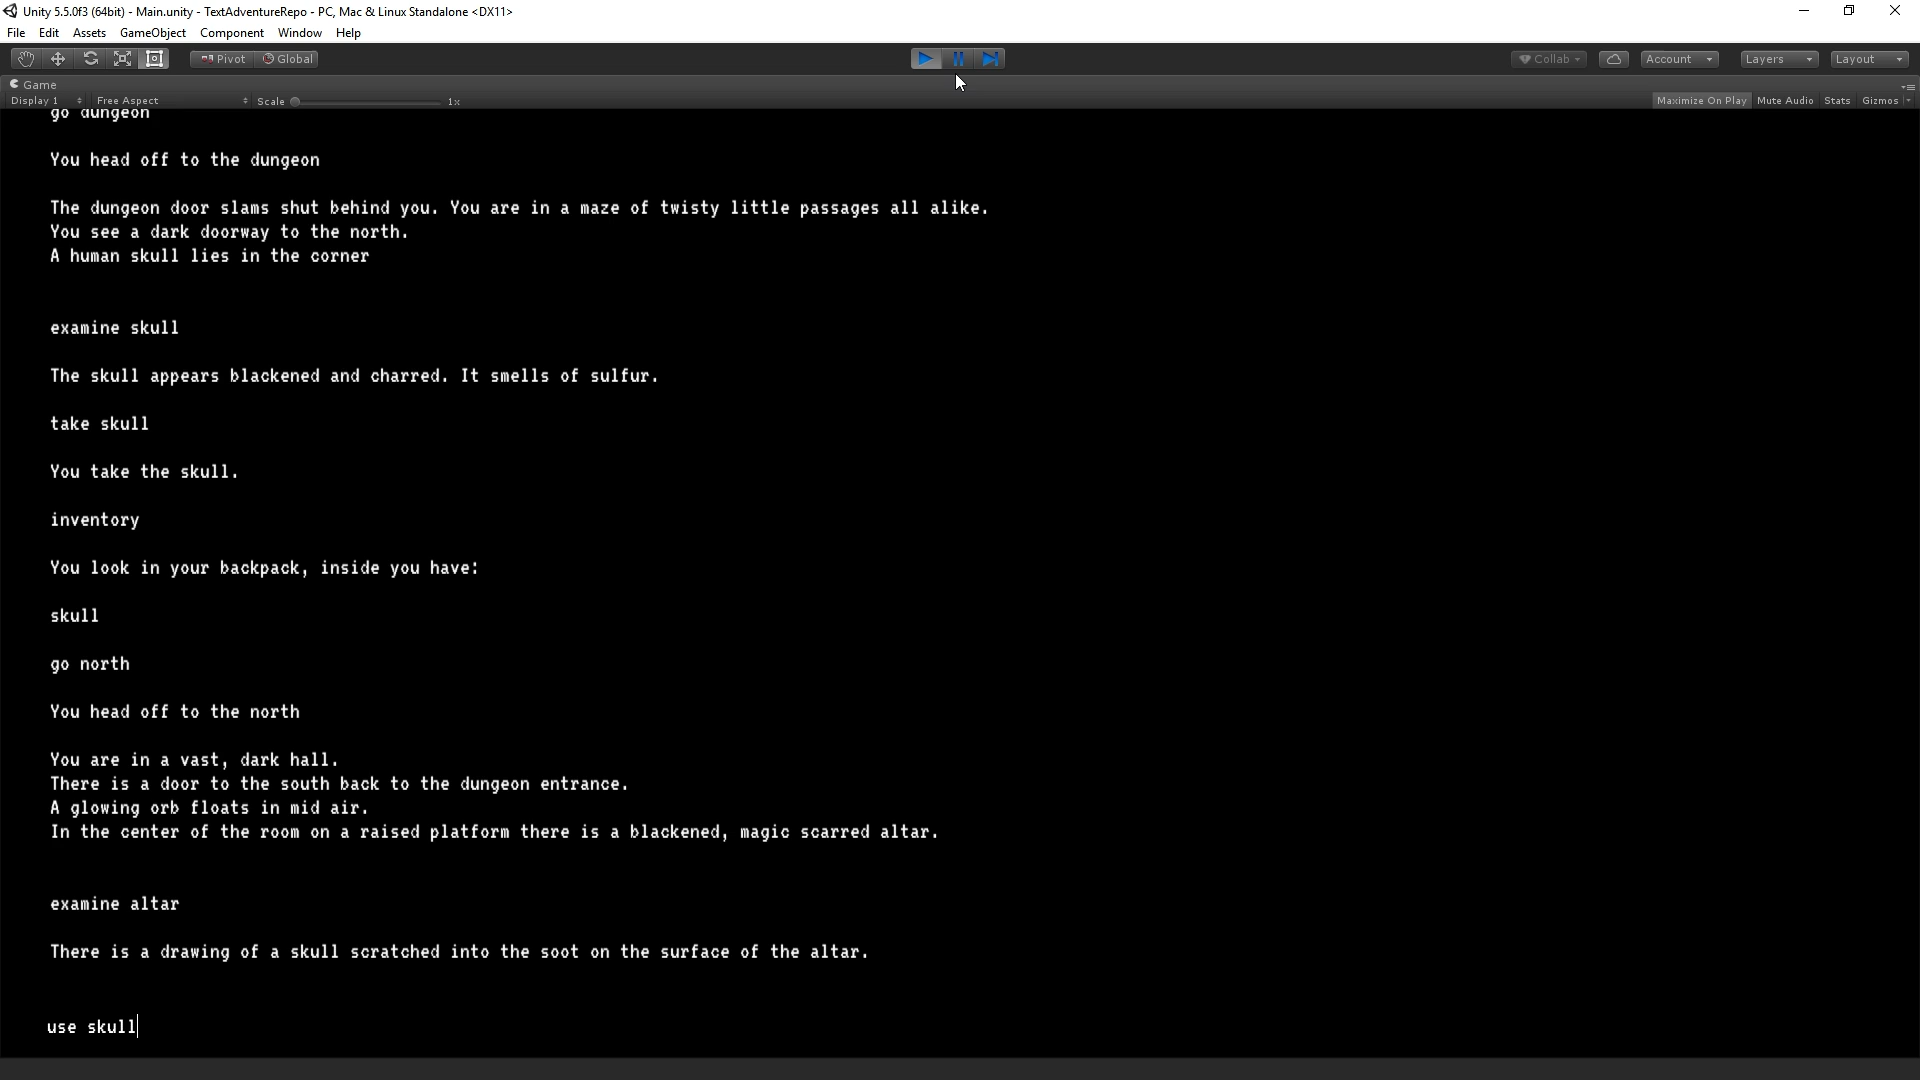 Unity 5.5.0f3 (64bit) - Main.unity - TextAdventureRepo - PC, Mac & Linux Standalone <DX11>
File Edit Assets GameObject Component Window Help
Pivot Global Collab Account Layers Layout
Game
Display 1 Free Aspect Scale 1x Maximize On Play Mute Audio Stats Gizmos
go dungeon
You head off to the dungeon
The dungeon door slams shut behind you. You are in a maze of twisty little passages all alike.
You see a dark doorway to the north.
A human skull lies in the corner
examine skull
The skull appears blackened and charred. It smells of sulfur.
take skull
You take the skull.
inventory
You look in your backpack, inside you have:
skull
go north
You head off to the north
You are in a vast, dark hall.
There is a door to the south back to the dungeon entrance.
A glowing orb floats in mid air.
In the center of the room on a raised platform there is a blackened, magic scarred altar.
examine altar
There is a drawing of a skull scratched into the soot on the surface of the altar.
use skull